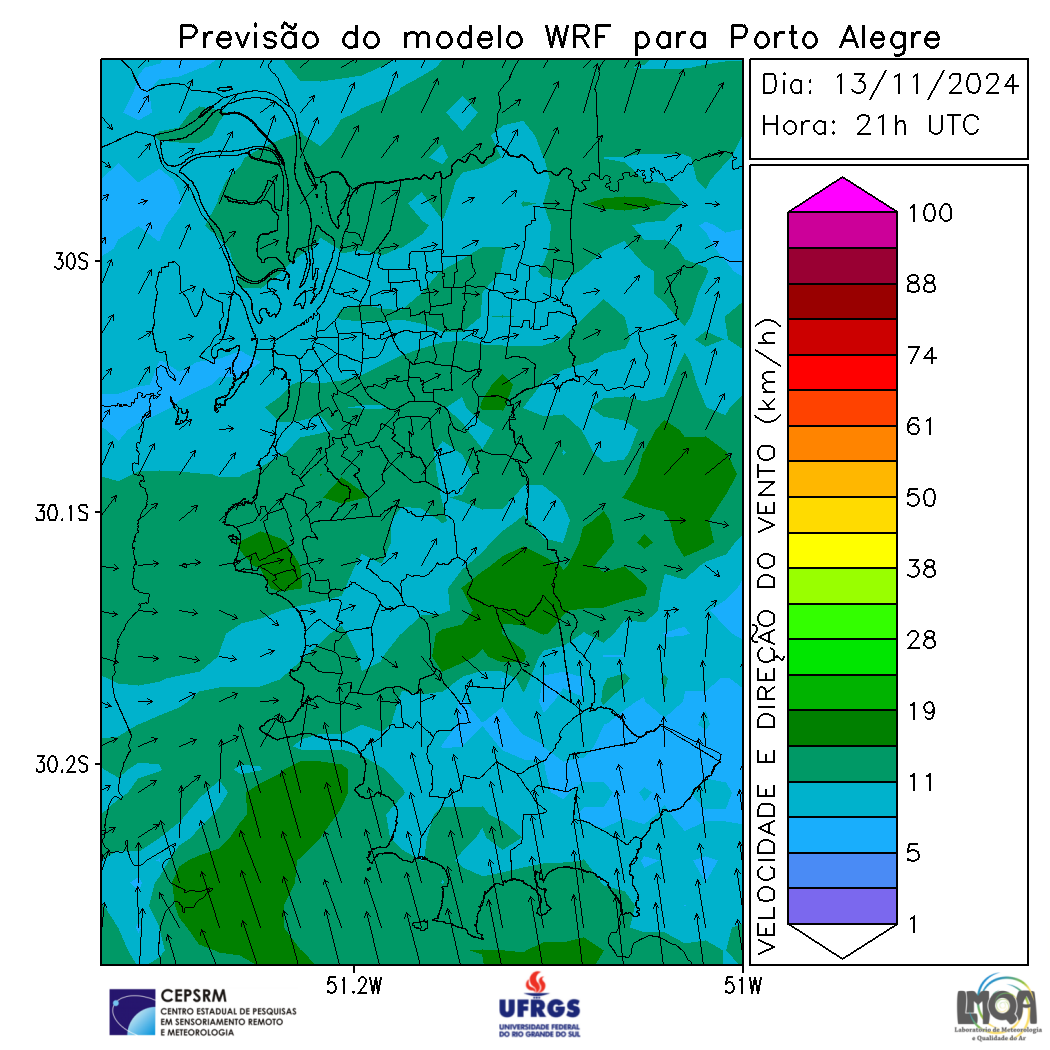 Previsão do modelo WRF para Porto Alegre
Dia: 13/11/2024
Hora: 21h UTC
30S
30.1S
30.2S
51.2W
51W
VELOCIDADE E DIREÇÃO DO VENTO (km/h)
100
88
74
61
50
38
28
19
11
5
1
CEPSRM
CENTRO ESTADUAL DE PESQUISAS
EM SENSORIAMENTO REMOTO
E METEOROLOGIA
UFRGS
UNIVERSIDADE FEDERAL
DO RIO GRANDE DO SUL
LMQA
Laboratório de Meteorologia
e Qualidade do Ar